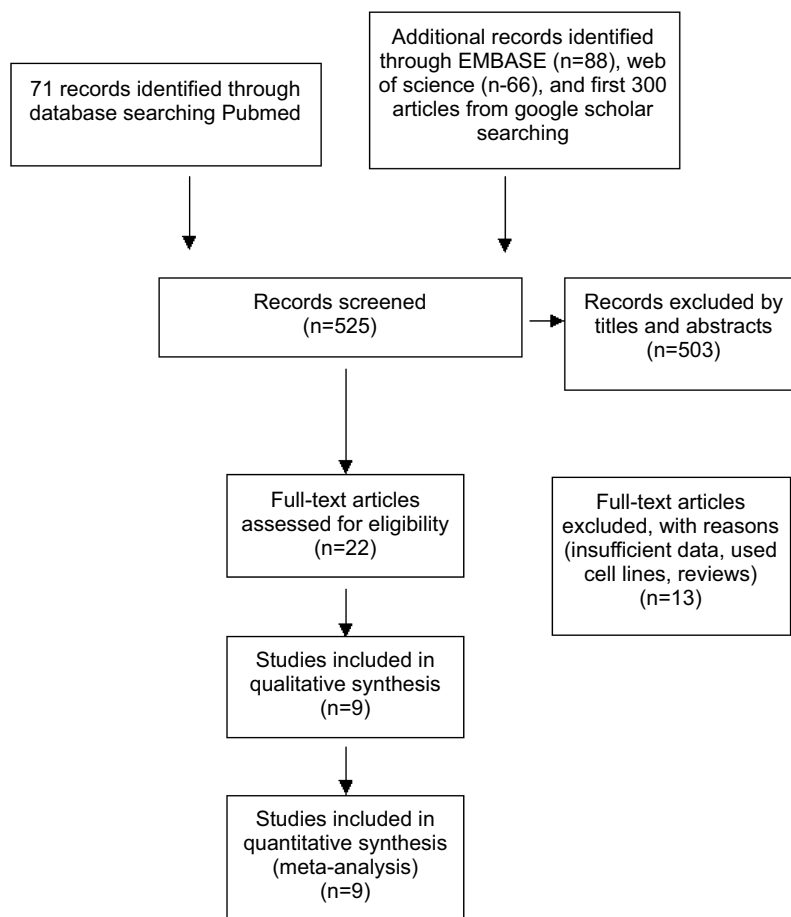 71 records identified through
database searching Pubmed
Additional records identified
through EMBASE (n=88), web
of science (n-66), and first 300
articles from google scholar
searching
Records screened
(n=525)
Records excluded by
titles and abstracts
(n=503)
Full-text articles
assessed for eligibility
(n=22)
Full-text articles
excluded, with reasons
(insufficient data, used
cell lines, reviews)
(n=13)
Studies included in
qualitative synthesis
(n=9)
Studies included in
quantitative synthesis
(meta-analysis)
(n=9)